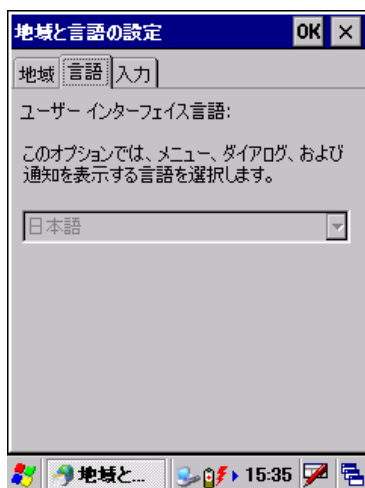 地域と言語の設定 OK ×
地域 言語 入力
ユーザー インターフェイス言語:
このオプションでは、メニュー、ダイアログ、および
通知を表示する言語を選択します。
日本語
地域と... 15:35